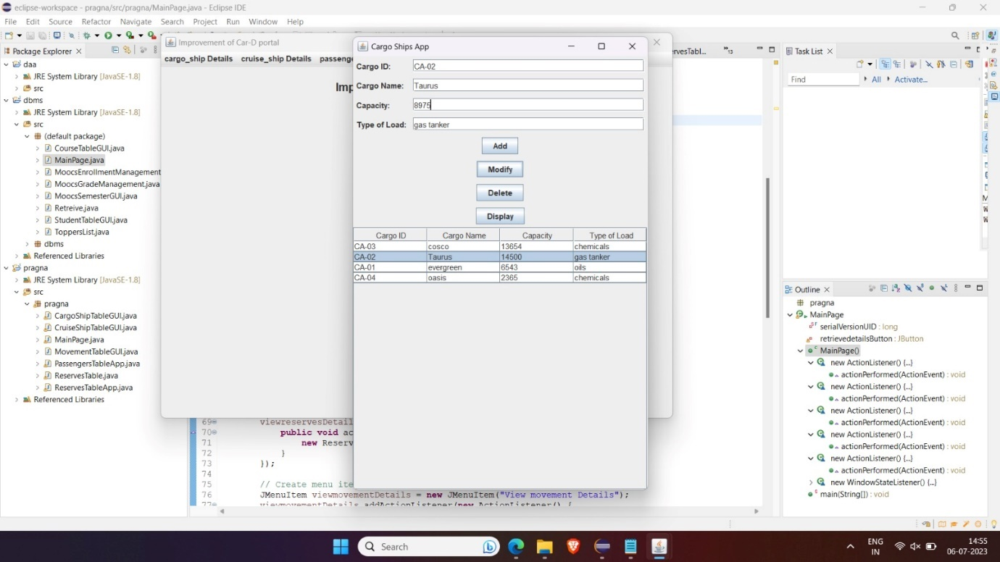 eclipse-workspace - pragna/src/pragna/MainPage.java - Eclipse IDE
File Edit Source Refactor Navigate Search Project Run Window Help
Package Explorer
daa
JRE System Library [JavaSE-1.8]
src
dbms
JRE System Library [JavaSE-1.8]
src
(default package)
CourseTableGUI.java
MainPage.java
MoocsEnrollmentManagement
MoocsGradeManagement.java
MoocsSemesterGUI.java
Retreive.java
StudentTableGUI.java
ToppersList.java
dbms
Referenced Libraries
pragna
JRE System Library [JavaSE-1.8]
src
pragna
CargoShipTableGUI.java
CruiseShipTableGUI.java
MainPage.java
MovementTableGUI.java
PassengersTableApp.java
ReservesTable.java
ReservesTableApp.java
Referenced Libraries
Improvement of Car-D portal
cargo_ship Details cruise_ship Details passenge
Imp
Cargo Ships App
Cargo ID: CA-02
Cargo Name: Taurus
Capacity: 8975
Type of Load: gas tanker
Add
Modify
Delete
Display
Cargo ID Cargo Name Capacity Type of Load
CA-03 cosco 13654 chemicals
CA-02 Taurus 14500 gas tanker
CA-01 evergreen 6543 oils
CA-04 oasis 2365 chemicals
ervesTabl... »13
69 viewreservesDetail
70 public void ac
71 new Reserv
72 }
73 });
74
75 // Create menu ite
76 JMenuItem viewmovementDetails = new JMenuItem("View movement Details");
77 viewmovementDetails.addActionListener(new ActionListener() {
Task List
Find All Activate...
Outline
pragna
MainPage
serialVersionUID : long
retrievedetailsButton : JButton
MainPage()
new ActionListener() {...}
actionPerformed(ActionEvent) : void
new ActionListener() {...}
actionPerformed(ActionEvent) : void
new ActionListener() {...}
actionPerformed(ActionEvent) : void
new ActionListener() {...}
actionPerformed(ActionEvent) : void
new ActionListener() {...}
actionPerformed(ActionEvent) : void
new WindowStateListener() {...}
main(String[]) : void
Search
ENG
IN
14:55
06-07-2023